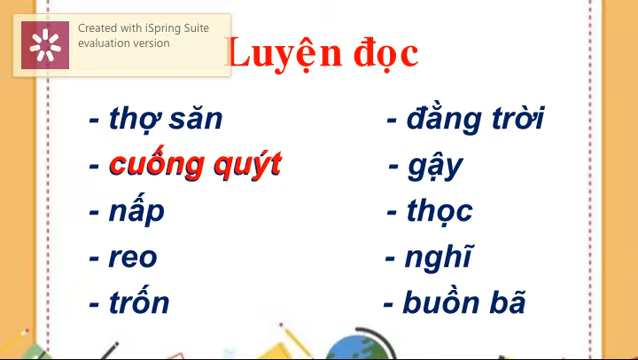 Created with iSpring Suite
evaluation version
Luyện đọc
- thợ săn
- cuống quýt
- nấp
- reo
- trốn
- đằng trời
- gậy
- thọc
- nghĩ
- buồn bã